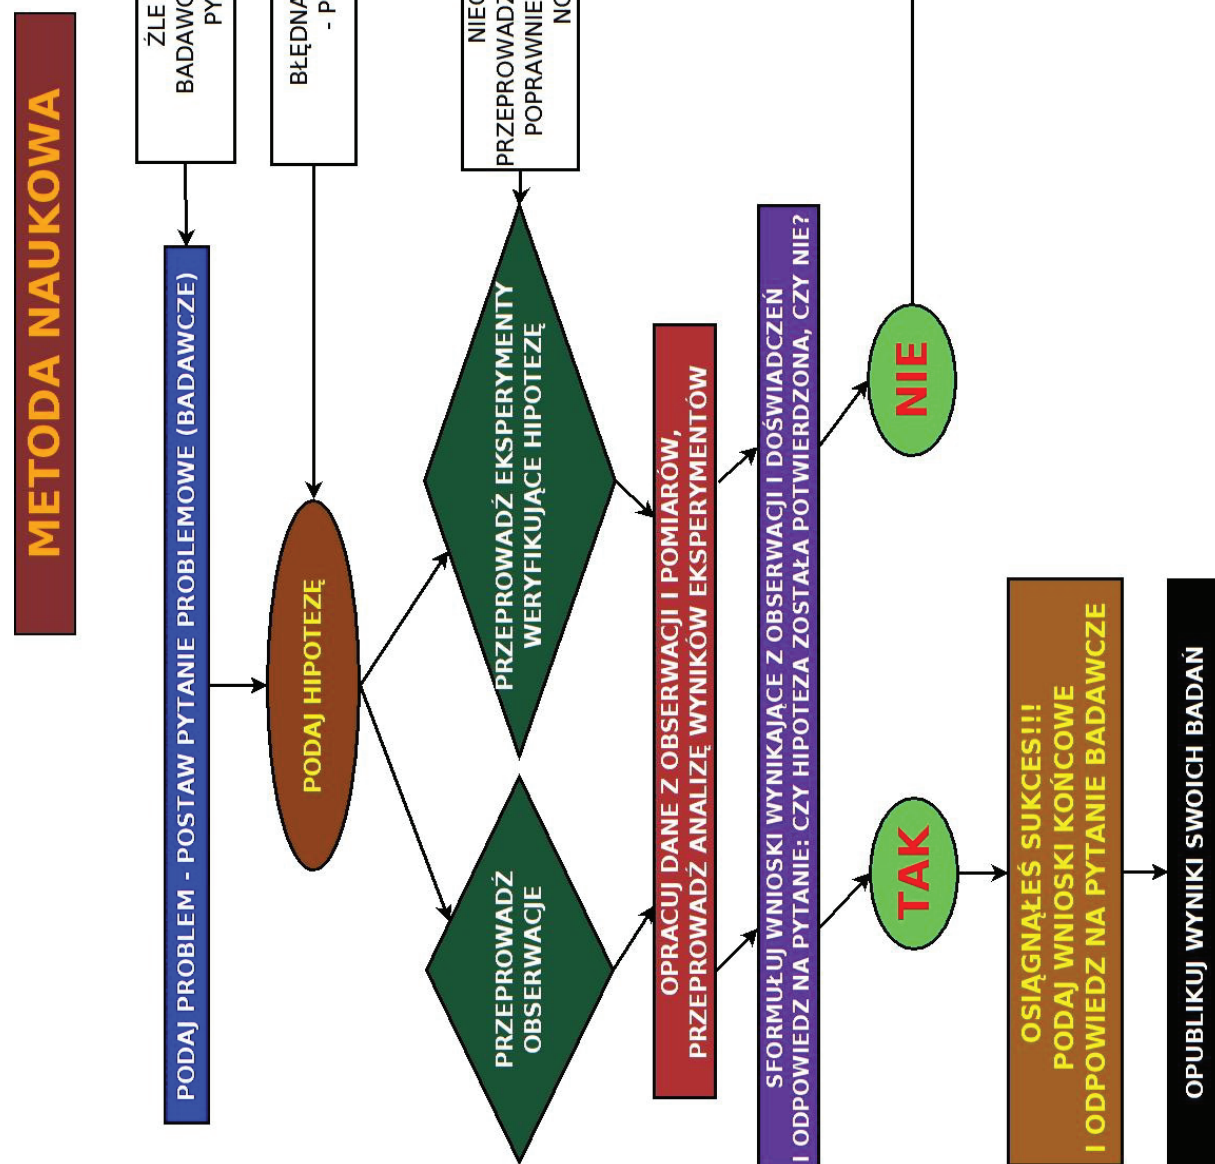 METODA NAUKOWA
ŹLE
BADAWC
PY
PODAJ PROBLEM - POSTAW PYTANIE PROBLEMOWE (BADAWCZE)
BŁĘDNA
- P
PODAJ HIPOTEZĘ
NIEO
PRZEPROWADZ
POPRAWNIE
NO
PRZEPROWADŹ
OBSERWACJE
PRZEPROWADŹ EKSPERYMENTY
WERYFIKUJĄCE HIPOTEZĘ
OPRACUJ DANE Z OBSERWACJI I POMIARÓW,
PRZEPROWADŹ ANALIZĘ WYNIKÓW EKSPERYMENTÓW
SFORMUŁUJ WNIOSKI WYNIKAJĄCE Z OBSERWACJI I DOŚWIADCZEŃ
I ODPOWIEDZ NA PYTANIE: CZY HIPOTEZA ZOSTAŁA POTWIERDZONA, CZY NIE?
TAK
NIE
OSIĄGNĄŁEŚ SUKCES!!!
PODAJ WNIOSKI KOŃCOWE
I ODPOWIEDZ NA PYTANIE BADAWCZE
OPUBLIKUJ WYNIKI SWOICH BADAŃ